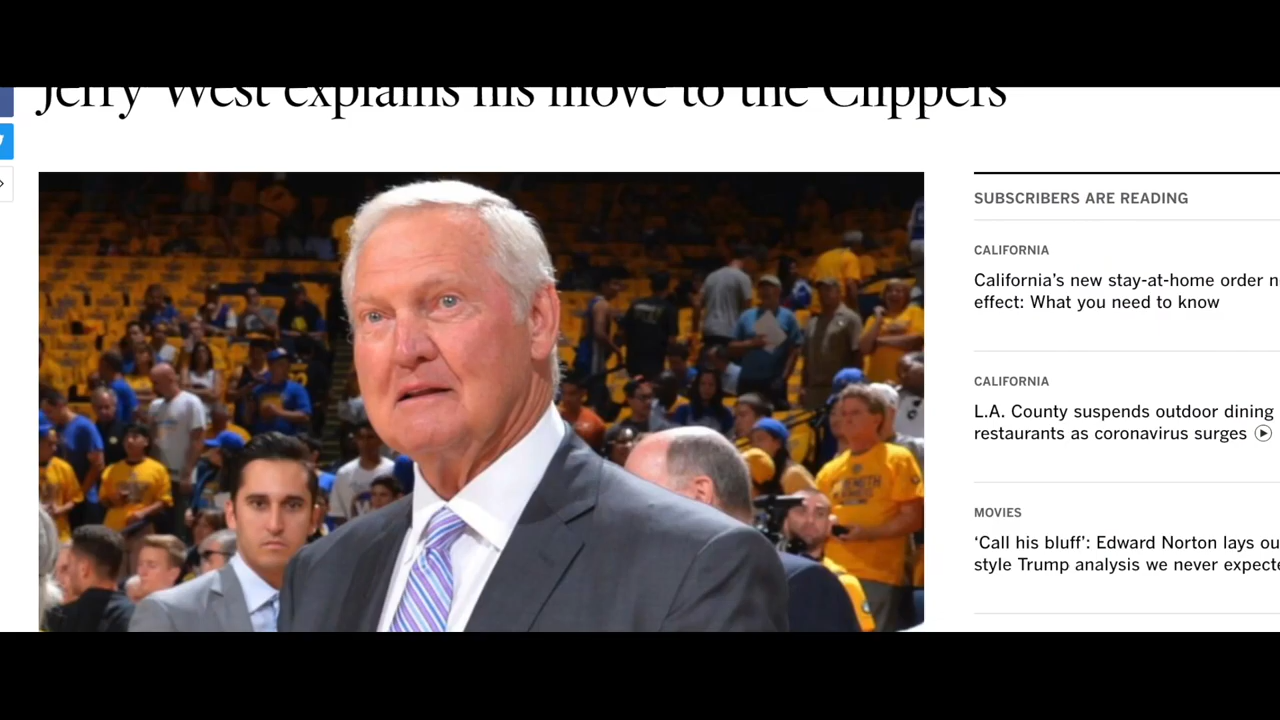 Jerry West explains his move to the Clippers
SUBSCRIBERS ARE READING
CALIFORNIA
California’s new stay-at-home order
effect: What you need to know
CALIFORNIA
L.A. County suspends outdoor dining
restaurants as coronavirus surges
MOVIES
‘Call his bluff’: Edward Norton lays
style Trump analysis we never